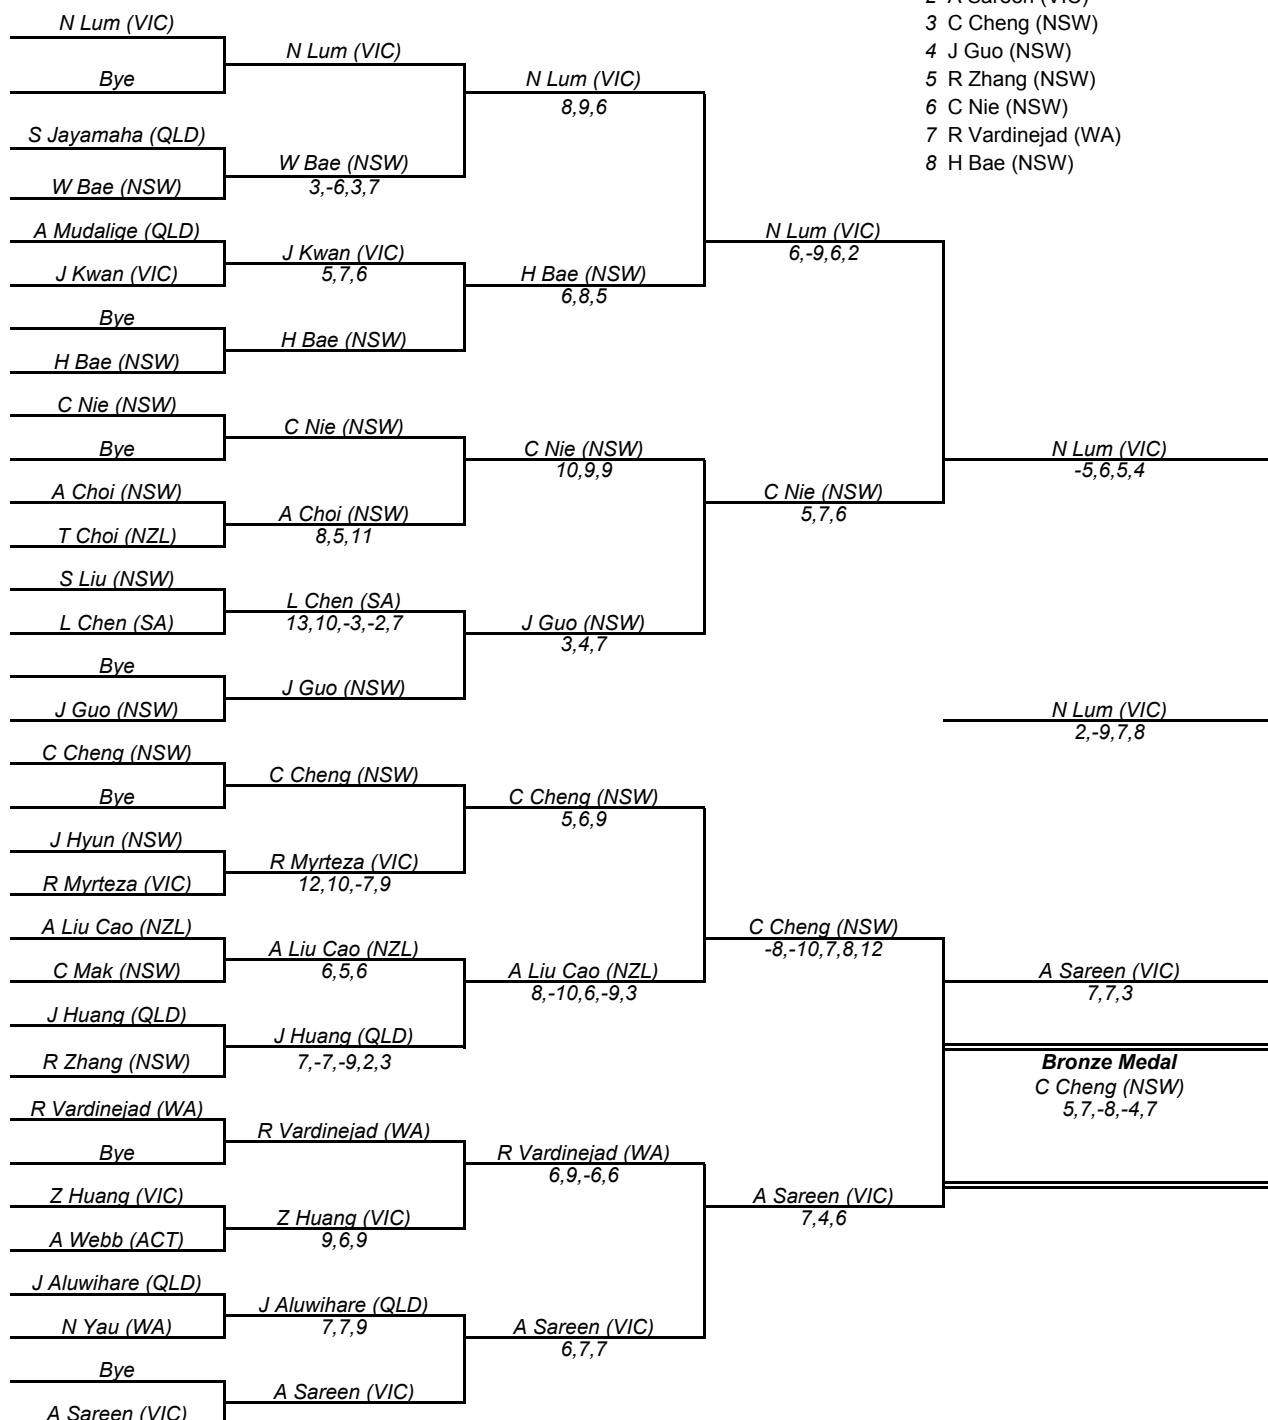 2 A Sareen (VIC)
3 C Cheng (NSW)
4 J Guo (NSW)
5 R Zhang (NSW)
6 C Nie (NSW)
7 R Vardinejad (WA)
8 H Bae (NSW)
N Lum (VIC)
Bye
S Jayamaha (QLD)
W Bae (NSW)
A Mudalige (QLD)
J Kwan (VIC)
Bye
H Bae (NSW)
C Nie (NSW)
Bye
A Choi (NSW)
T Choi (NZL)
S Liu (NSW)
L Chen (SA)
Bye
J Guo (NSW)
C Cheng (NSW)
Bye
J Hyun (NSW)
R Myrteza (VIC)
A Liu Cao (NZL)
C Mak (NSW)
J Huang (QLD)
R Zhang (NSW)
R Vardinejad (WA)
Bye
Z Huang (VIC)
A Webb (ACT)
J Aluwihare (QLD)
N Yau (WA)
Bye
A Sareen (VIC)
N Lum (VIC)
W Bae (NSW)
3,-6,3,7
J Kwan (VIC)
5,7,6
H Bae (NSW)
C Nie (NSW)
A Choi (NSW)
8,5,11
L Chen (SA)
13,10,-3,-2,7
J Guo (NSW)
C Cheng (NSW)
R Myrteza (VIC)
12,10,-7,9
A Liu Cao (NZL)
6,5,6
J Huang (QLD)
7,-7,-9,2,3
R Vardinejad (WA)
Z Huang (VIC)
9,6,9
J Aluwihare (QLD)
7,7,9
A Sareen (VIC)
N Lum (VIC)
8,9,6
H Bae (NSW)
6,8,5
C Nie (NSW)
10,9,9
J Guo (NSW)
3,4,7
C Cheng (NSW)
5,6,9
A Liu Cao (NZL)
8,-10,6,-9,3
R Vardinejad (WA)
6,9,-6,6
A Sareen (VIC)
6,7,7
N Lum (VIC)
6,-9,6,2
C Nie (NSW)
5,7,6
C Cheng (NSW)
-8,-10,7,8,12
A Sareen (VIC)
7,4,6
N Lum (VIC)
-5,6,5,4
N Lum (VIC)
2,-9,7,8
A Sareen (VIC)
7,7,3
Bronze Medal
C Cheng (NSW)
5,7,-8,-4,7